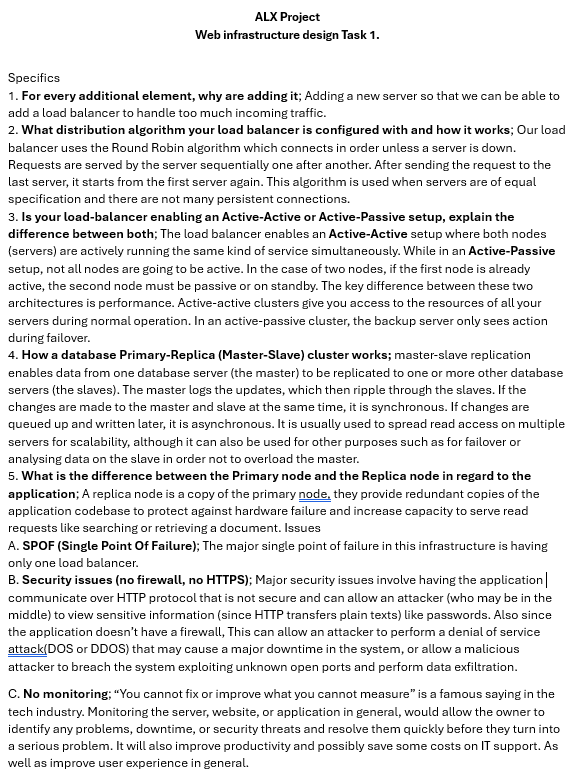 ALX Project
Web infrastructure design Task 1.
Specifics
1. For every additional element, why are adding it; Adding a new server so that we can be able to
add a load balancer to handle too much incoming traffic.
2. What distribution algorithm your load balancer is configured with and how it works; Our load
balancer uses the Round Robin algorithm which connects in order unless a server is down.
Requests are served by the server sequentially one after another. After sending the request to the
last server, it starts from the first server again. This algorithm is used when servers are of equal
specification and there are not many persistent connections.
3. Is your load-balancer enabling an Active-Active or Active-Passive setup, explain the
difference between both; The load balancer enables an Active-Active setup where both nodes
(servers) are actively running the same kind of service simultaneously. While in an Active-Passive
setup, not all nodes are going to be active. In the case of two nodes, if the first node is already
active, the second node must be passive or on standby. The key difference between these two
architectures is performance. Active-active clusters give you access to the resources of all your
servers during normal operation. In an active-passive cluster, the backup server only sees action
during failover.
4. How a database Primary-Replica (Master-Slave) cluster works; master-slave replication
enables data from one database server (the master) to be replicated to one or more other database
servers (the slaves). The master logs the updates, which then ripple through the slaves. If the
changes are made to the master and slave at the same time, it is synchronous. If changes are
queued up and written later, it is asynchronous. It is usually used to spread read access on multiple
servers for scalability, although it can also be used for other purposes such as for failover or
analysing data on the slave in order not to overload the master.
5. What is the difference between the Primary node and the Replica node in regard to the
application; A replica node is a copy of the primary node, they provide redundant copies of the
application codebase to protect against hardware failure and increase capacity to serve read
requests like searching or retrieving a document. Issues
A. SPOF (Single Point Of Failure); The major single point of failure in this infrastructure is having
only one load balancer.
B. Security issues (no firewall, no HTTPS); Major security issues involve having the application
communicate over HTTP protocol that is not secure and can allow an attacker (who may be in the
middle) to view sensitive information (since HTTP transfers plain texts) like passwords. Also since
the application doesn't have a firewall, This can allow an attacker to perform a denial of service
attack(DOS or DDOS) that may cause a major downtime in the system, or allow a malicious
attacker to breach the system exploiting unknown open ports and perform data exfiltration.
C. No monitoring; “You cannot fix or improve what you cannot measure” is a famous saying in the
tech industry. Monitoring the server, website, or application in general, would allow the owner to
identify any problems, downtime, or security threats and resolve them quickly before they turn into
a serious problem. It will also improve productivity and possibly save some costs on IT support. As
well as improve user experience in general.